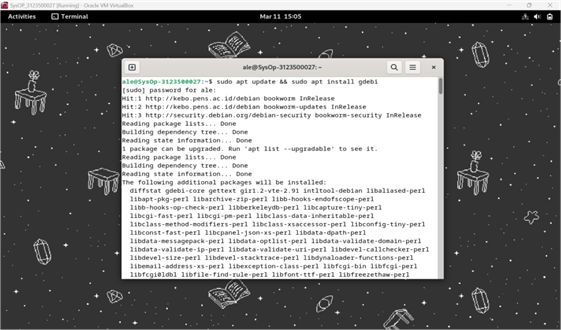 SysOP_3123500027 [Running] - Oracle VM VirtualBox
Activities
Terminal
Mar 11 15:05
ale@SysOp-3123500027: ~
ale@SysOp-3123500027:~$ sudo apt update && sudo apt install gdebi
[sudo] password for ale:
Hit:1 http://kebo.pens.ac.id/debian bookworm InRelease
Hit:2 http://kebo.pens.ac.id/debian bookworm-updates InRelease
Hit:3 http://security.debian.org/debian-security bookworm-security InRelease
Reading package lists... Done
Building dependency tree... Done
Reading state information... Done
1 package can be upgraded. Run 'apt list --upgradable' to see it.
Reading package lists... Done
Building dependency tree... Done
Reading state information... Done
The following additional packages will be installed:
diffstat gdebi-core gettext gir1.2-vte-2.91 intltool-debian libaliased-perl
libapt-pkg-perl libarchive-zip-perl libb-hooks-endofscope-perl
libb-hooks-op-check-perl libberkeleydb-perl libcapture-tiny-perl
libcgi-fast-perl libcgi-pm-perl libclass-data-inheritable-perl
libclass-method-modifiers-perl libclass-xsaccessor-perl libconfig-tiny-perl
libconst-fast-perl libcpanel-json-xs-perl libdata-dpath-perl
libdata-messagepack-perl libdata-optlist-perl libdata-validate-domain-perl
libdata-validate-ip-perl libdata-validate-uri-perl libdevel-callchecker-perl
libdevel-size-perl libdevel-stacktrace-perl libdynaloader-functions-perl
libemail-address-xs-perl libexception-class-perl libfcgi-bin libfcgi-perl
libfcgi0ldbl libfile-find-rule-perl libfont-ttf-perl libfreezethaw-perl